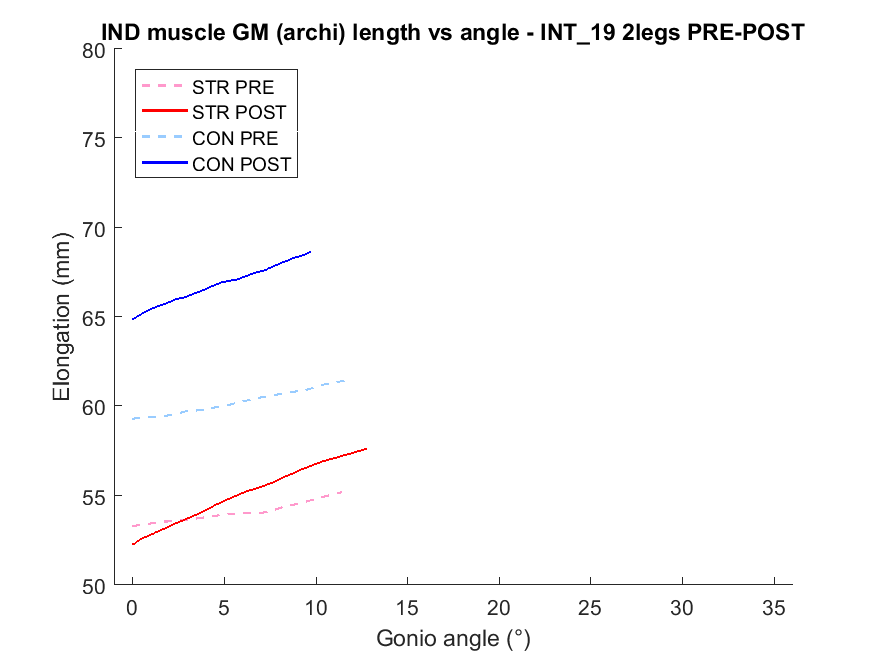 IND muscle GM (archi) length vs angle - INT_19 2legs PRE-POST
80
75
70
65
60
55
50
Elongation (mm)
STR PRE
STR POST
CON PRE
CON POST
0 5 10 15 20 25 30 35
Gonio angle (°)